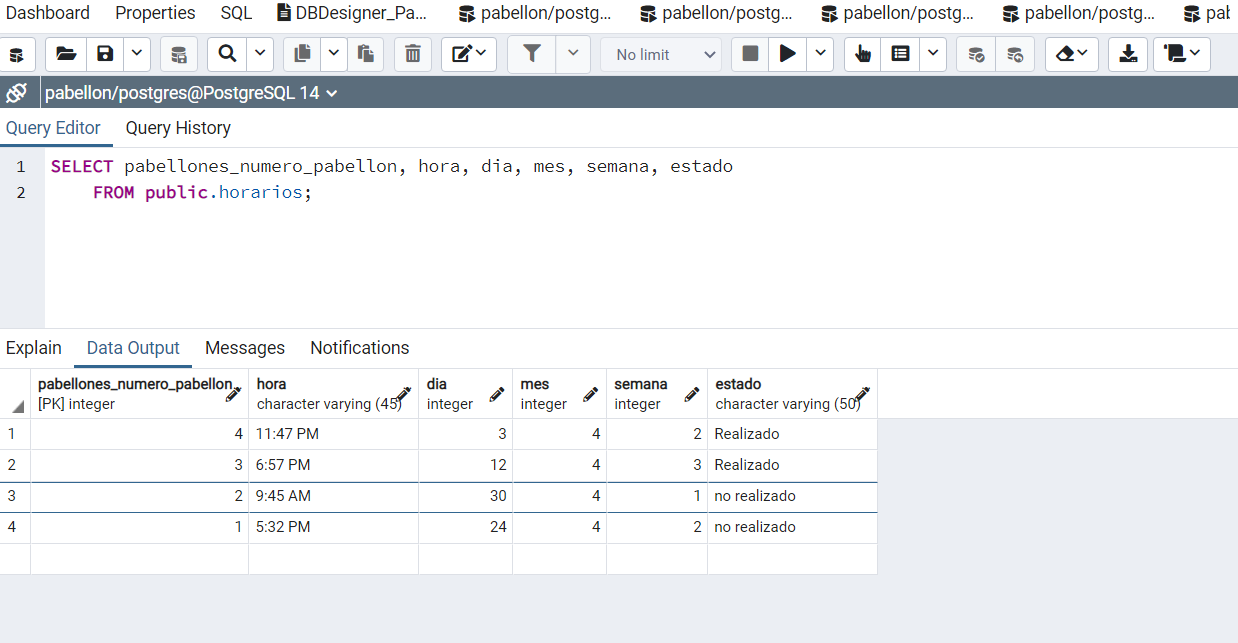 Dashboard Properties SQL DBDesigner_Pa... pabellon/postg... pabellon/postg... pabellon/postg... pabellon/postg... pab
No limit
pabellon/postgres@PostgreSQL 14
Query Editor Query History
1 SELECT pabellones_numero_pabellon, hora, dia, mes, semana, estado
2 FROM public.horarios;
Explain Data Output Messages Notifications
pabellones_numero_pabellon hora dia mes semana estado
[PK] integer character varying (45) integer integer integer character varying (50)
1 4 11:47 PM 3 4 2 Realizado
2 3 6:57 PM 12 4 3 Realizado
3 2 9:45 AM 30 4 1 no realizado
4 1 5:32 PM 24 4 2 no realizado